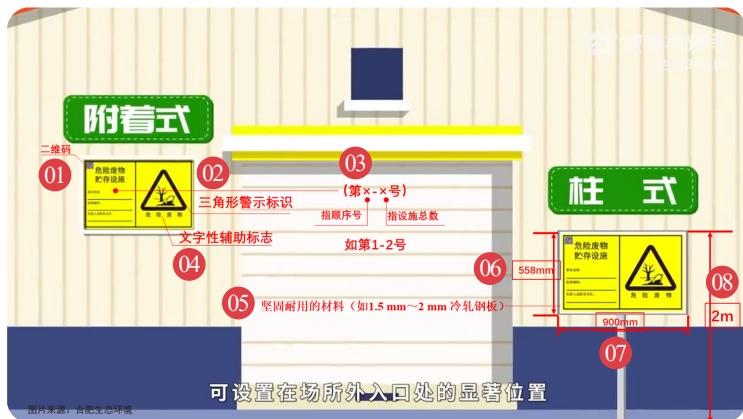 附着式
二维码
01
危险废物
贮存设施
危险废物
02
三角形警示标识
文字性辅助标志
04
03
(第×-×号)
指顺序号
指设施总数
如第1-2号
05
坚固耐用的材料（如1.5 mm～2 mm 冷轧钢板）
柱 式
06
558mm
危险废物
贮存设施
危险废物
900mm
07
08
2m
可设置在场所外入口处的显著位置
图片来源：合肥生态环境